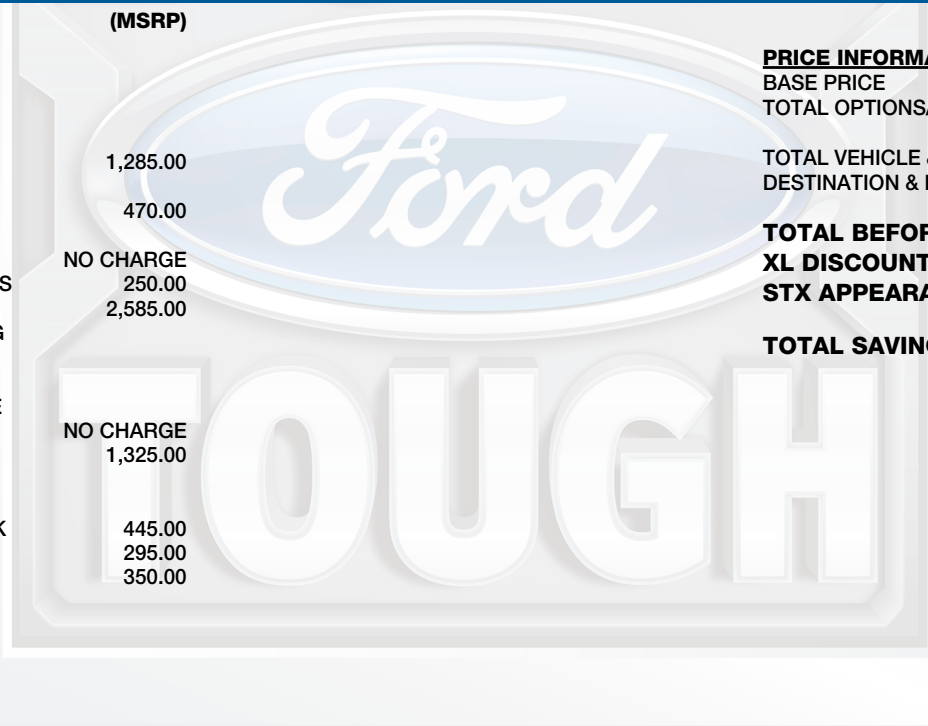 (MSRP)
1,285.00
470.00
NO CHARGE
S 250.00
2,585.00
G
E
NO CHARGE
1,325.00
K 445.00
295.00
350.00
PRICE INFORMA
BASE PRICE
TOTAL OPTIONS/
TOTAL VEHICLE &
DESTINATION &
TOTAL BEFOR
XL DISCOUNT
STX APPEARA
TOTAL SAVIN
Ford
TOUGH